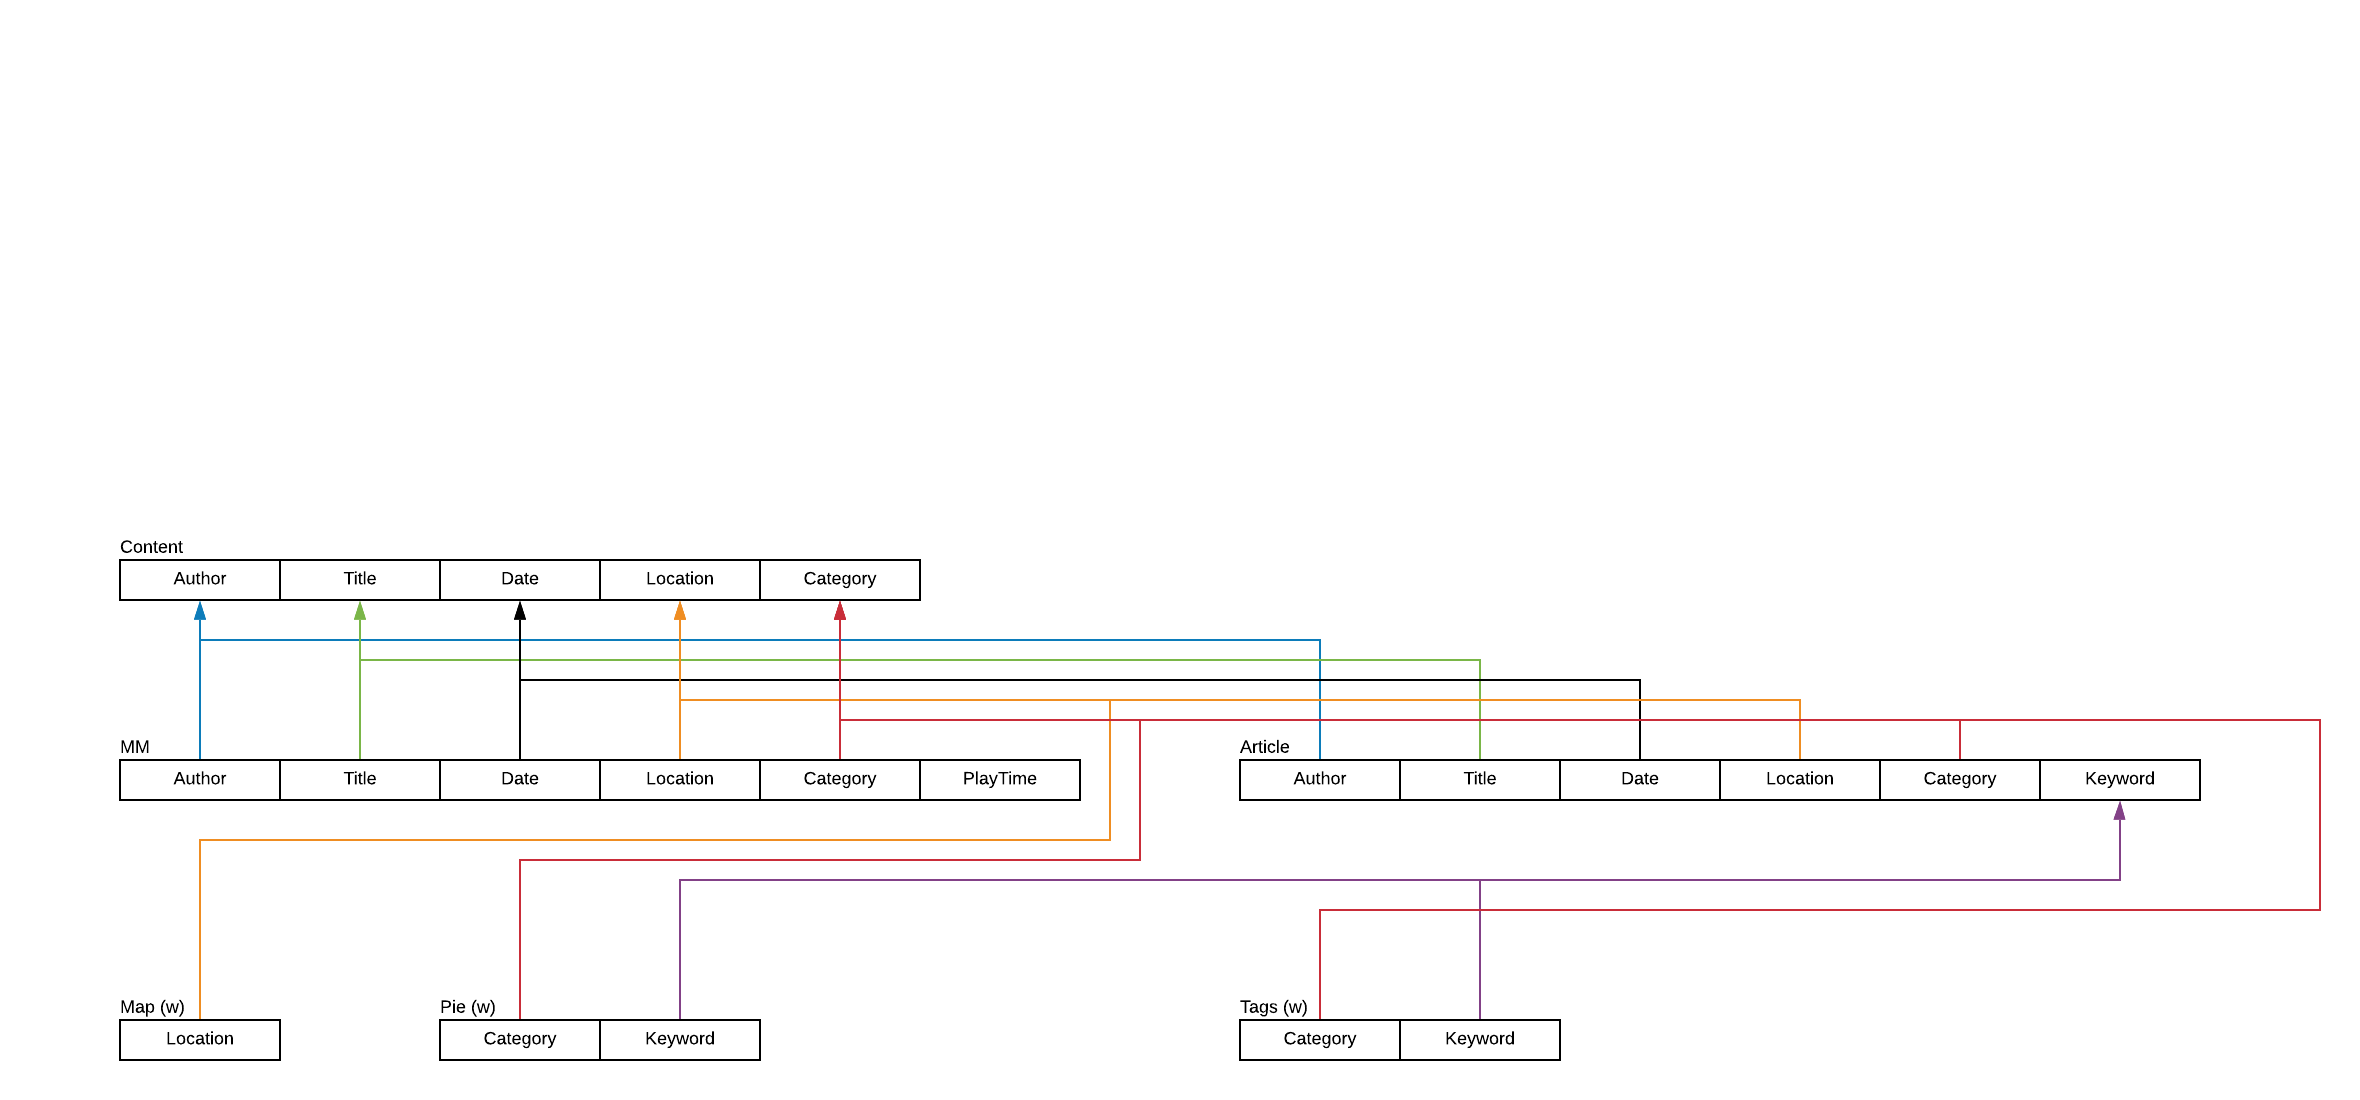 Content
Author Title Date Location Category
MM
Author Title Date Location Category PlayTime
Article
Author Title Date Location Category Keyword
Map (w)
Location
Pie (w)
Category Keyword
Tags (w)
Category Keyword